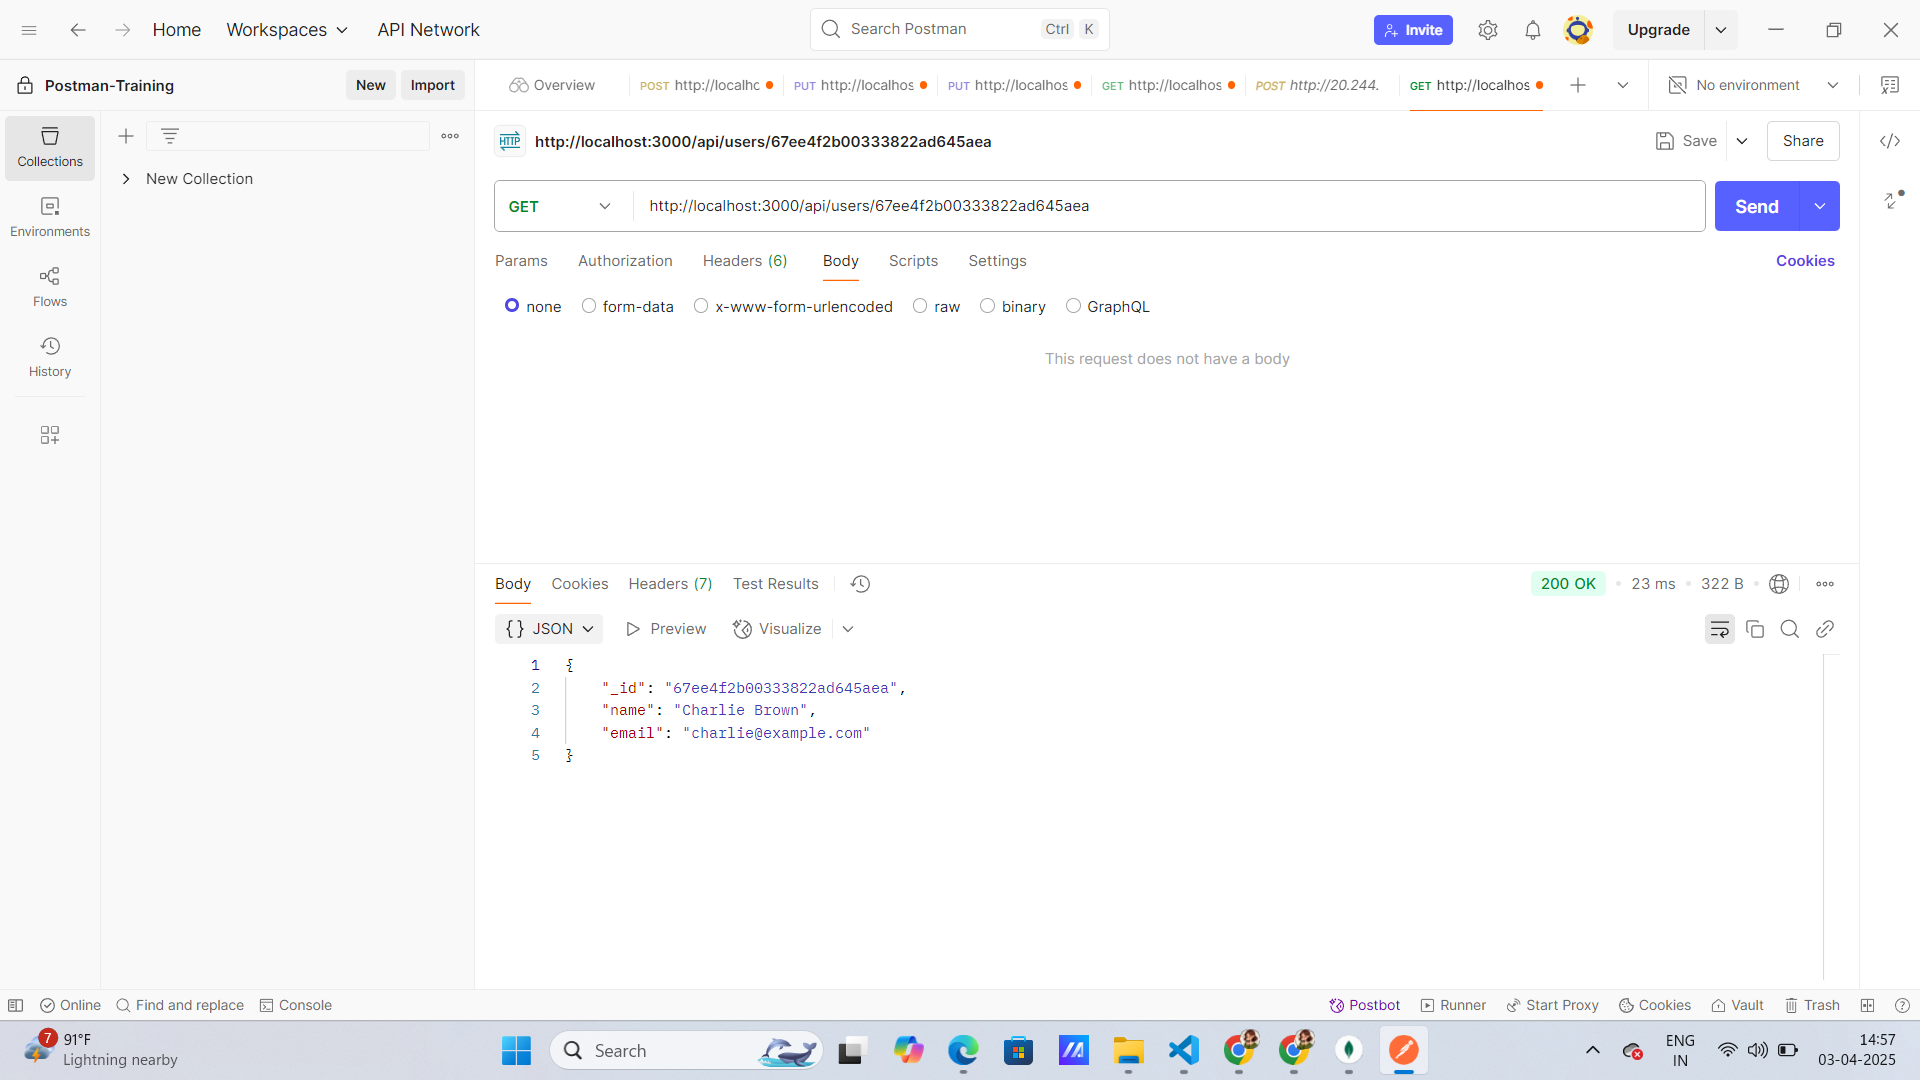 Home Workspaces API Network Search Postman Ctrl K Invite Upgrade
Postman-Training New Import Overview POST http://localhc PUT http://localhos PUT http://localhos GET http://localhos POST http://20.244. GET http://localhos No environment
HTTP http://localhost:3000/api/users/67ee4f2b00333822ad645aea Save Share
Collections
New Collection
GET http://localhost:3000/api/users/67ee4f2b00333822ad645aea Send
Environments
Params Authorization Headers (6) Body Scripts Settings Cookies
Flows
none form-data x-www-form-urlencoded raw binary GraphQL
This request does not have a body
History
Body Cookies Headers (7) Test Results 200 OK • 23 ms • 322 B •
{} JSON Preview Visualize
1 {
2 "_id": "67ee4f2b00333822ad645aea",
3 "name": "Charlie Brown",
4 "email": "charlie@example.com"
5 }
Online Find and replace Console Postbot Runner Start Proxy Cookies Vault Trash
7 91°F
Lightning nearby
Search
ENG
IN
14:57
03-04-2025